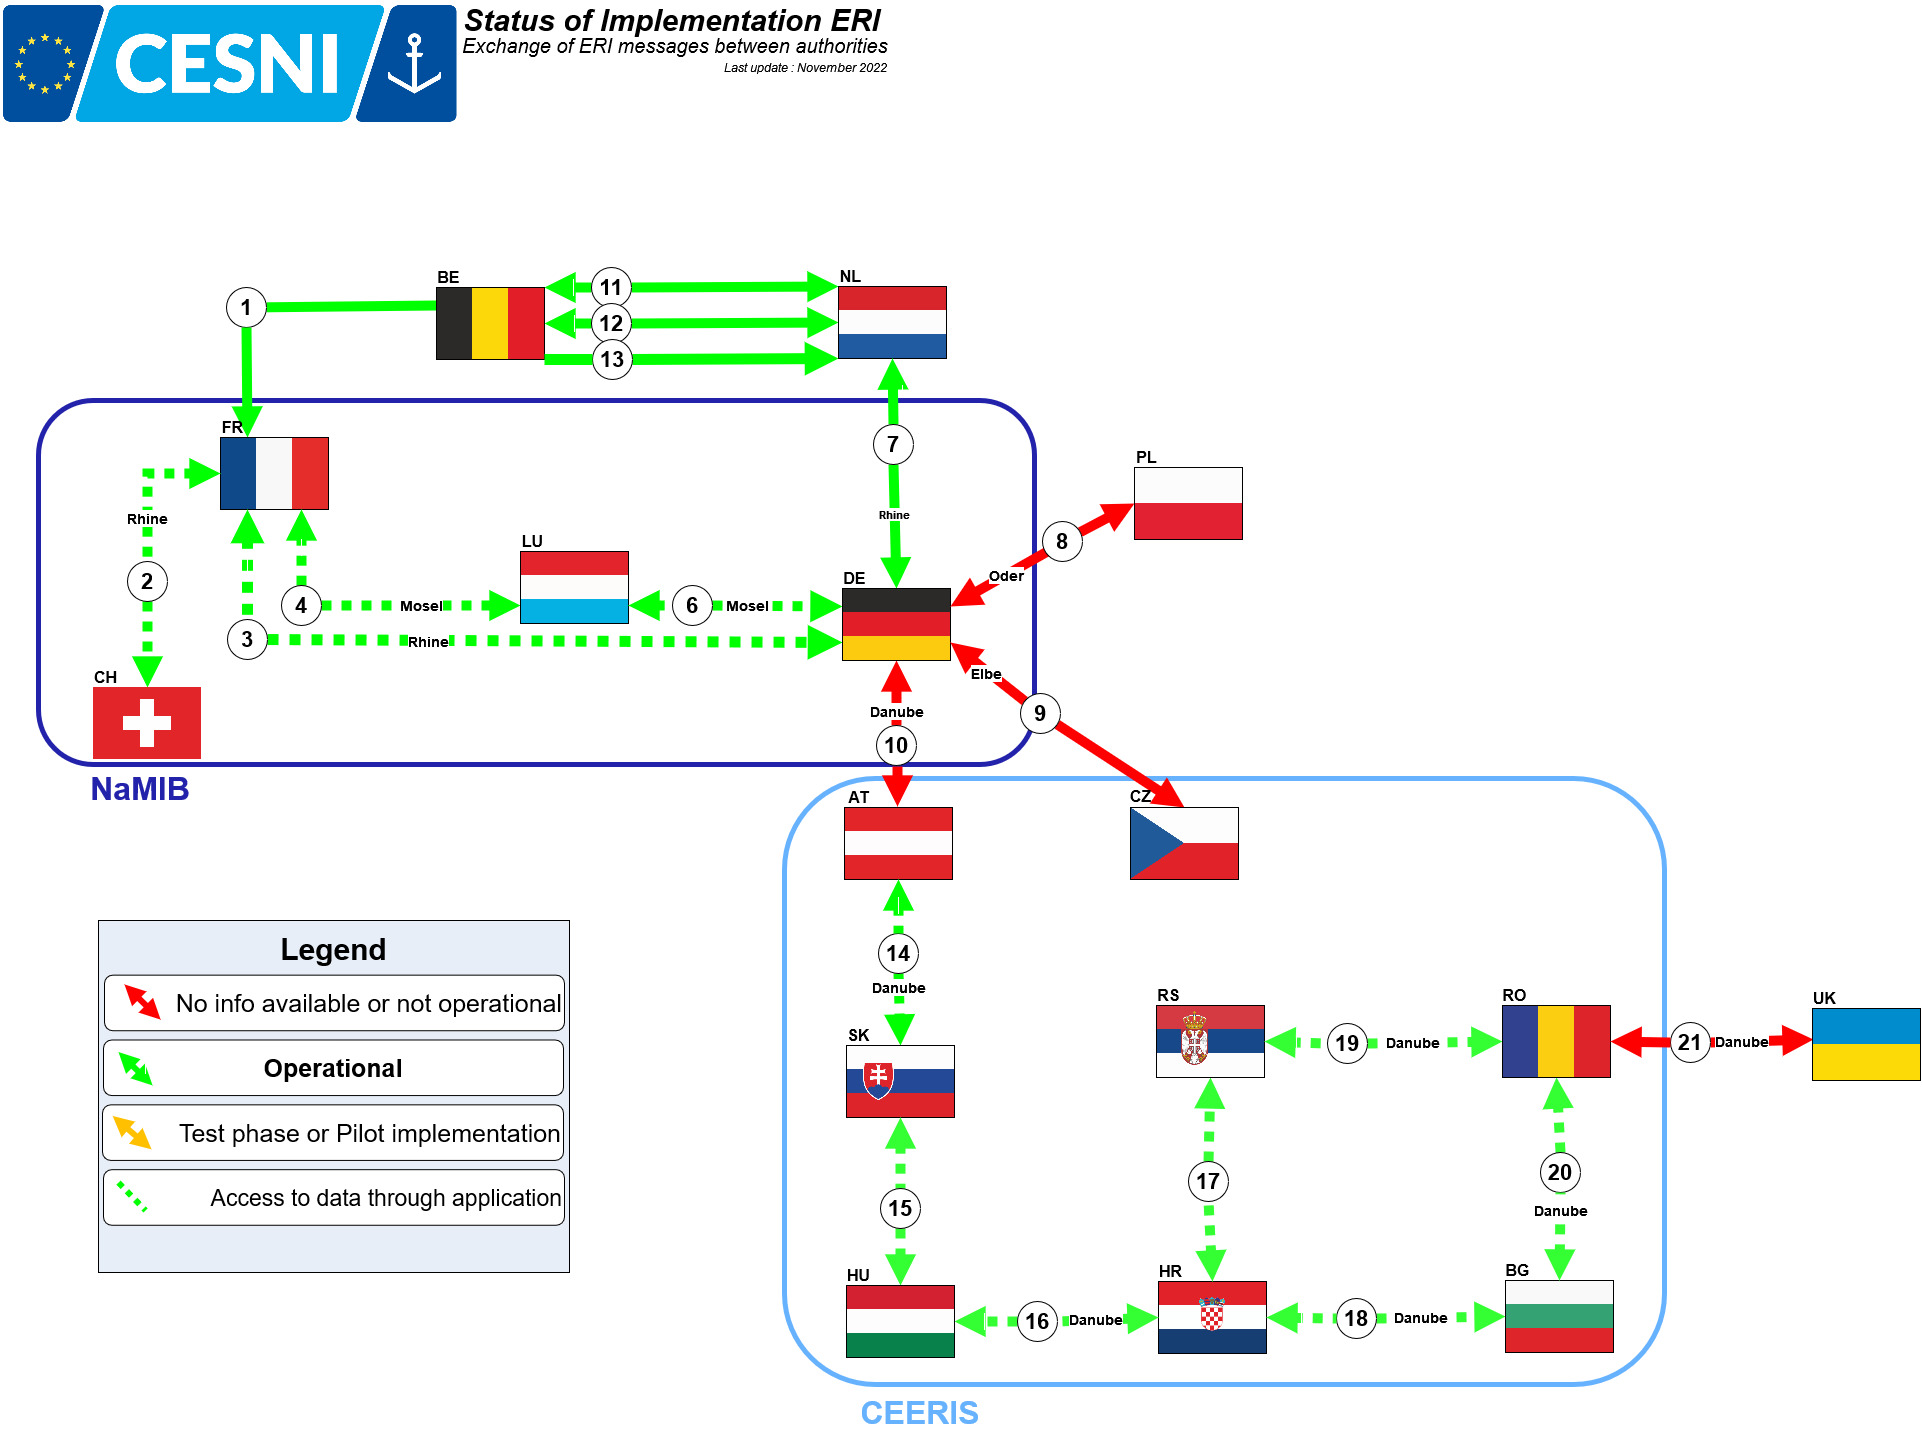 CESNI
Status of Implementation ERI
Exchange of ERI messages between authorities
Last update : November 2022
BE
11
NL
1
12
13
FR
7
PL
Rhine
Rhine
8
LU
2
Oder
DE
4
Mosel
6
Mosel
3
Rhine
CH
Elbe
Danube
9
10
NaMIB
AT
CZ
Legend
14
No info available or not operational
Danube
RS
RO
UK
SK
19
Danube
21
Danube
Operational
Test phase or Pilot implementation
17
20
Access to data through application
15
Danube
HU
HR
BG
16
Danube
18
Danube
CEERIS